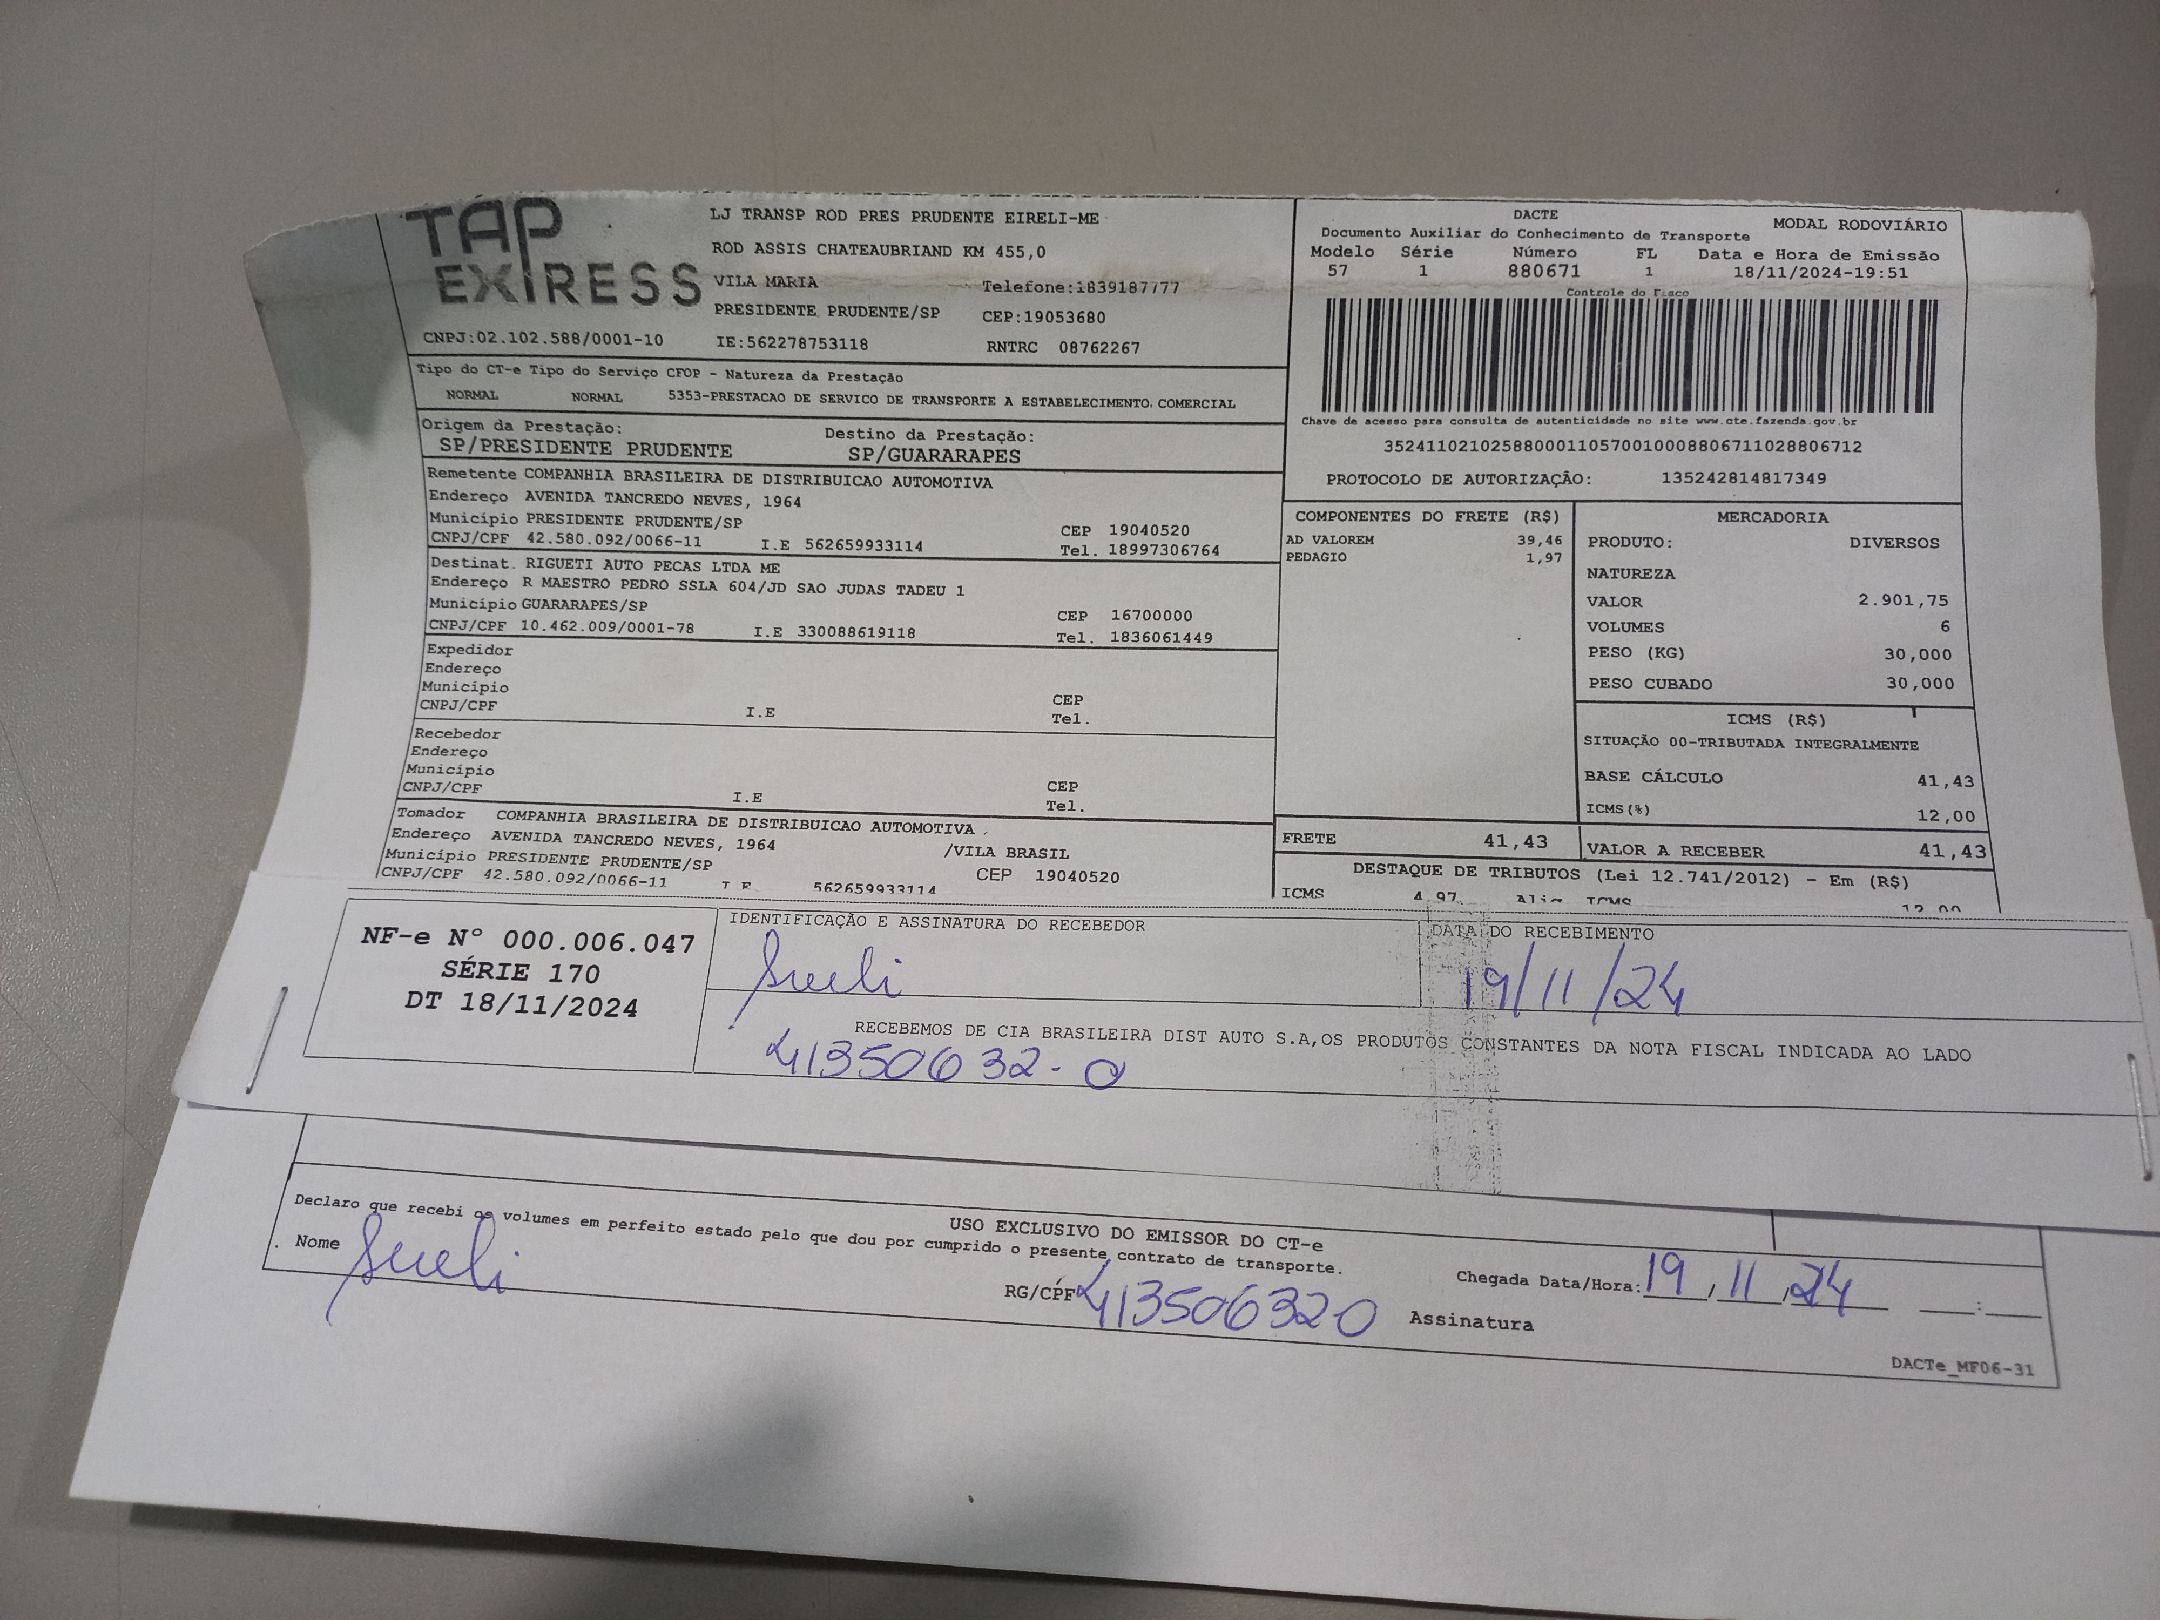 TAP
EXPRESS
LJ TRANSP ROD PRES PRUDENTE EIRELI-ME
ROD ASSIS CHATEAUBRIAND KM 455,0
VILA MARIA Telefone:1839187777
PRESIDENTE PRUDENTE/SP CEP:19053680
CNPJ:02.102.588/0001-10 IE:562278753118 RNTRC 08762267
DACTE MODAL RODOVIÁRIO
Documento Auxiliar do Conhecimento de Transporte
Modelo Série Número FL Data e Hora de Emissão
57 1 880671 1 18/11/2024-19:51
Controle do Fisco
Chave de acesso para consulta de autenticidade no site www.cte.fazenda.gov.br
35241102102588000110570010008806711028806712
PROTOCOLO DE AUTORIZAÇÃO: 135242814817349
Tipo do CT-e Tipo do Serviço CFOP - Natureza da Prestação
NORMAL NORMAL 5353-PRESTACAO DE SERVICO DE TRANSPORTE A ESTABELECIMENTO COMERCIAL
Origem da Prestação: Destino da Prestação:
SP/PRESIDENTE PRUDENTE SP/GUARARAPES
Remetente COMPANHIA BRASILEIRA DE DISTRIBUICAO AUTOMOTIVA
Endereço AVENIDA TANCREDO NEVES, 1964
Município PRESIDENTE PRUDENTE/SP CEP 19040520
CNPJ/CPF 42.580.092/0066-11 I.E 562659933114 Tel. 18997306764
Destinat. RIGUETI AUTO PECAS LTDA ME
Endereço R MAESTRO PEDRO SSLA 604/JD SAO JUDAS TADEU 1
Município GUARARAPES/SP CEP 16700000
CNPJ/CPF 10.462.009/0001-78 I.E 330088619118 Tel. 1836061449
Expedidor
Endereço
Município CEP
CNPJ/CPF I.E Tel.
Recebedor
Endereço
Município CEP
CNPJ/CPF I.E Tel.
Tomador COMPANHIA BRASILEIRA DE DISTRIBUICAO AUTOMOTIVA
Endereço AVENIDA TANCREDO NEVES, 1964 /VILA BRASIL
Município PRESIDENTE PRUDENTE/SP CEP 19040520
CNPJ/CPF 42.580.092/0066-11 I.E 562659933114
COMPONENTES DO FRETE (R$)
AD VALOREM 39,46
PEDAGIO 1,97
MERCADORIA
PRODUTO: DIVERSOS
NATUREZA
VALOR 2.901,75
VOLUMES 6
PESO (KG) 30,000
PESO CUBADO 30,000
ICMS (R$)
SITUAÇÃO 00-TRIBUTADA INTEGRALMENTE
BASE CÁLCULO 41,43
ICMS(%) 12,00
FRETE 41,43 VALOR A RECEBER 41,43
DESTAQUE DE TRIBUTOS (Lei 12.741/2012) - Em (R$)
ICMS 4,97 Aliq ICMS 12,00
NF-e Nº 000.006.047
SÉRIE 170
DT 18/11/2024
IDENTIFICAÇÃO E ASSINATURA DO RECEBEDOR DATA DO RECEBIMENTO
Sueli 19/11/24
RECEBEMOS DE CIA BRASILEIRA DIST AUTO S.A,OS PRODUTOS CONSTANTES DA NOTA FISCAL INDICADA AO LADO
41350632-0
USO EXCLUSIVO DO EMISSOR DO CT-e
Declaro que recebi os volumes em perfeito estado pelo que dou por cumprido o presente contrato de transporte.
Nome Sueli RG/CPF 413506320 Chegada Data/Hora: 19/11/24 :
Assinatura
DACTe_MF06-31